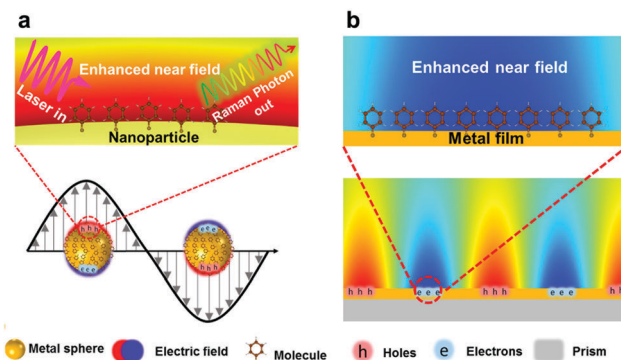 a
Laser in
Enhanced near field
Raman Photon
out
Nanoparticle
h h h
e e e
e e e
h h h
b
Enhanced near field
Metal film
h h h
e e e
h h h
e e e
h h
Metal sphere
Electric field
Molecule
h Holes
e Electrons
Prism